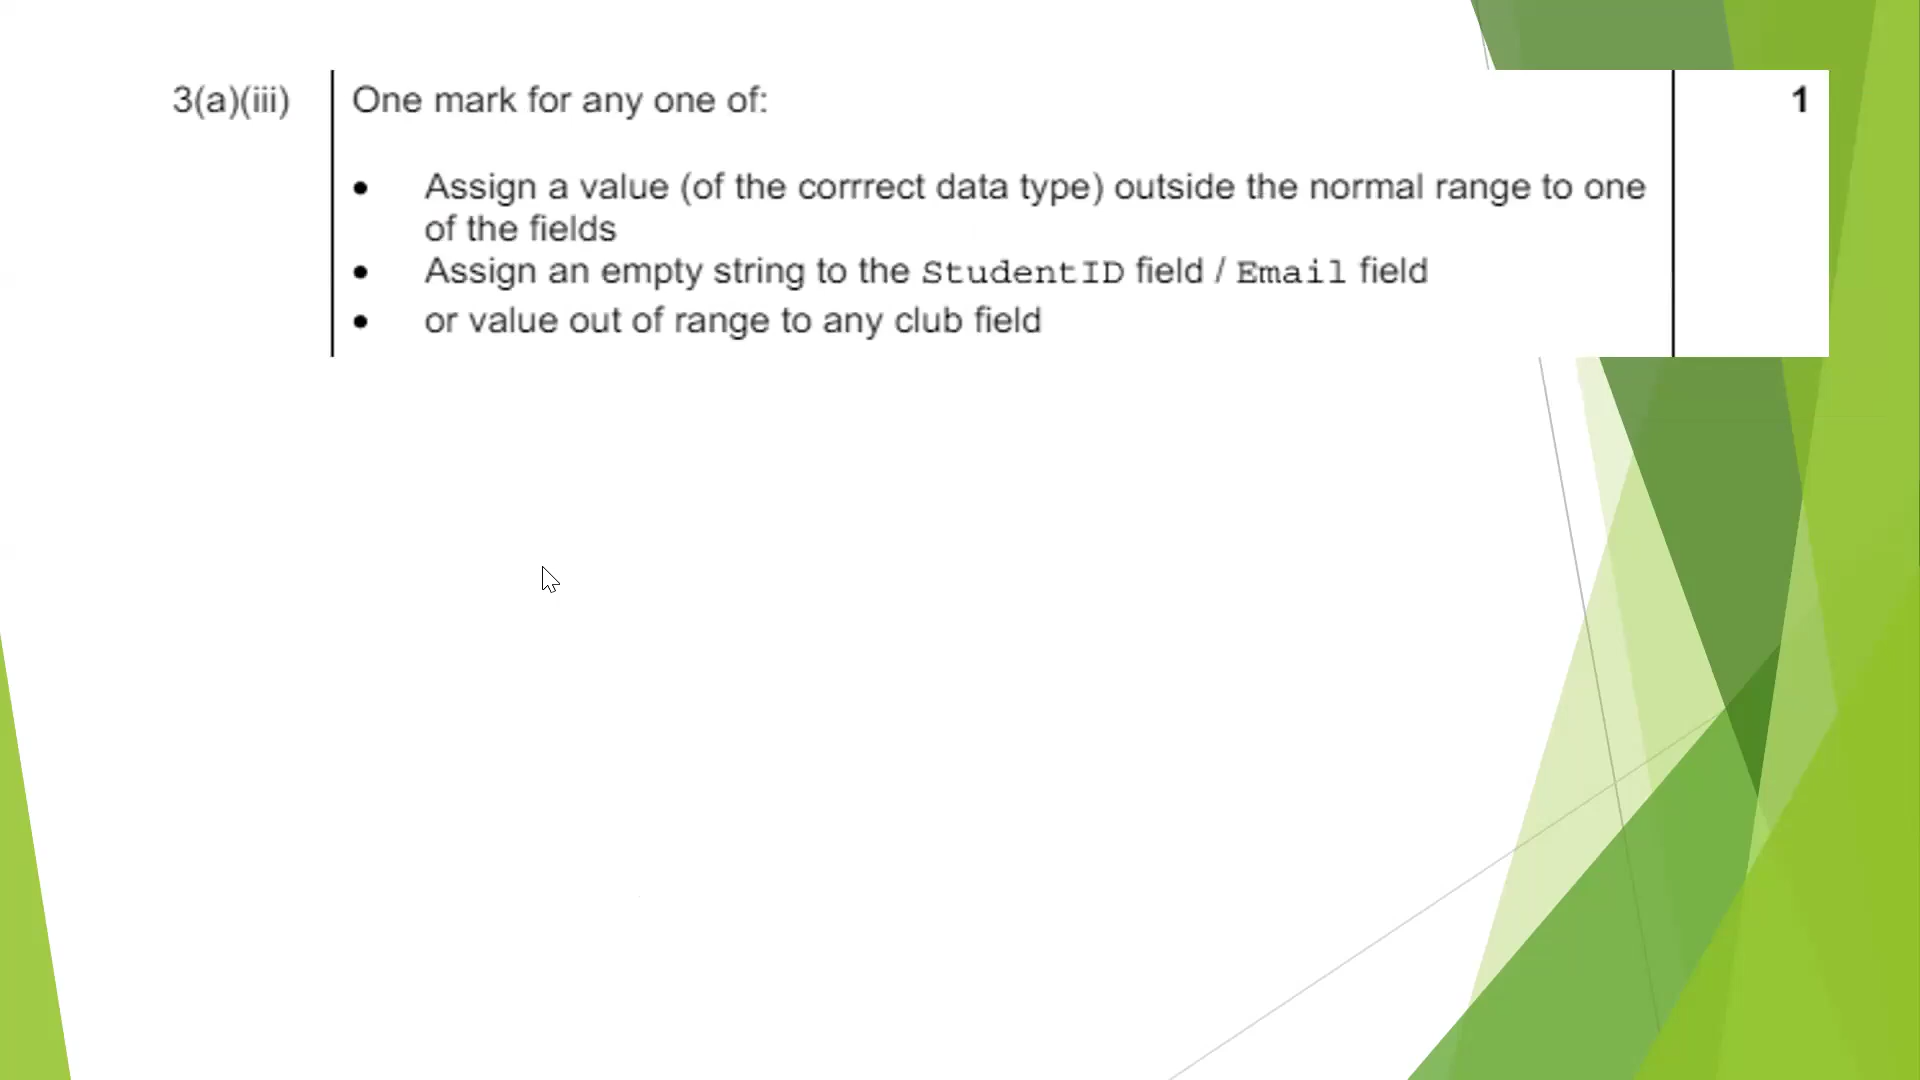 3(a)(iii) One mark for any one of: 1
• Assign a value (of the corrrect data type) outside the normal range to one
of the fields
• Assign an empty string to the StudentID field / Email field
• or value out of range to any club field